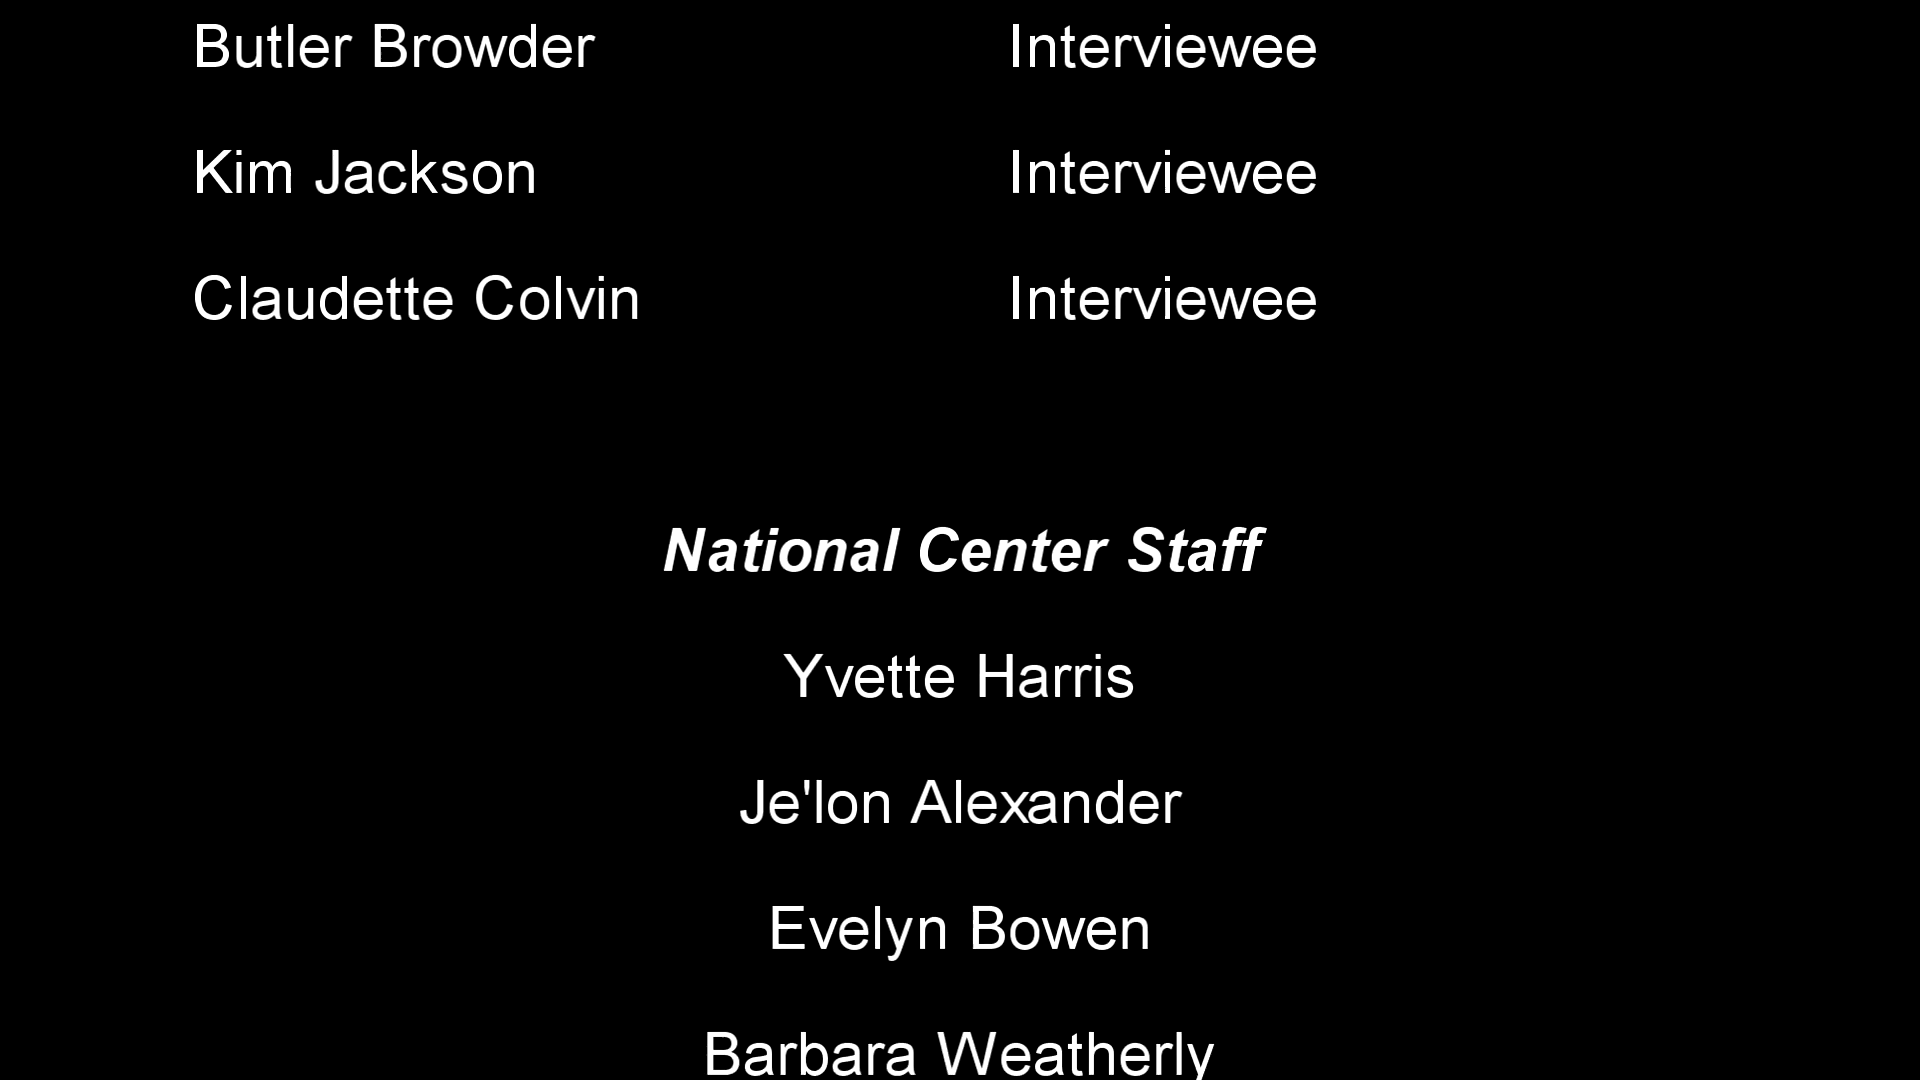 Butler Browder Interviewee
Kim Jackson Interviewee
Claudette Colvin Interviewee
National Center Staff
Yvette Harris
Je'lon Alexander
Evelyn Bowen
Barbara Weatherly